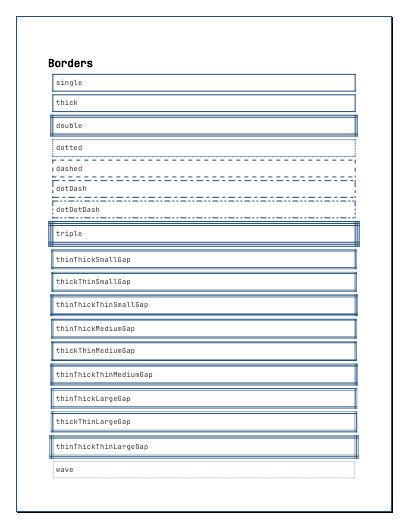 Borders
single
thick
double
dotted
dashed
dotDash
dotDotDash
triple
thinThickSmallGap
thickThinSmallGap
thinThickThinSmallGap
thinThickMediumGap
thickThinMediumGap
thinThickThinMediumGap
thinThickLargeGap
thickThinLargeGap
thinThickThinLargeGap
wave